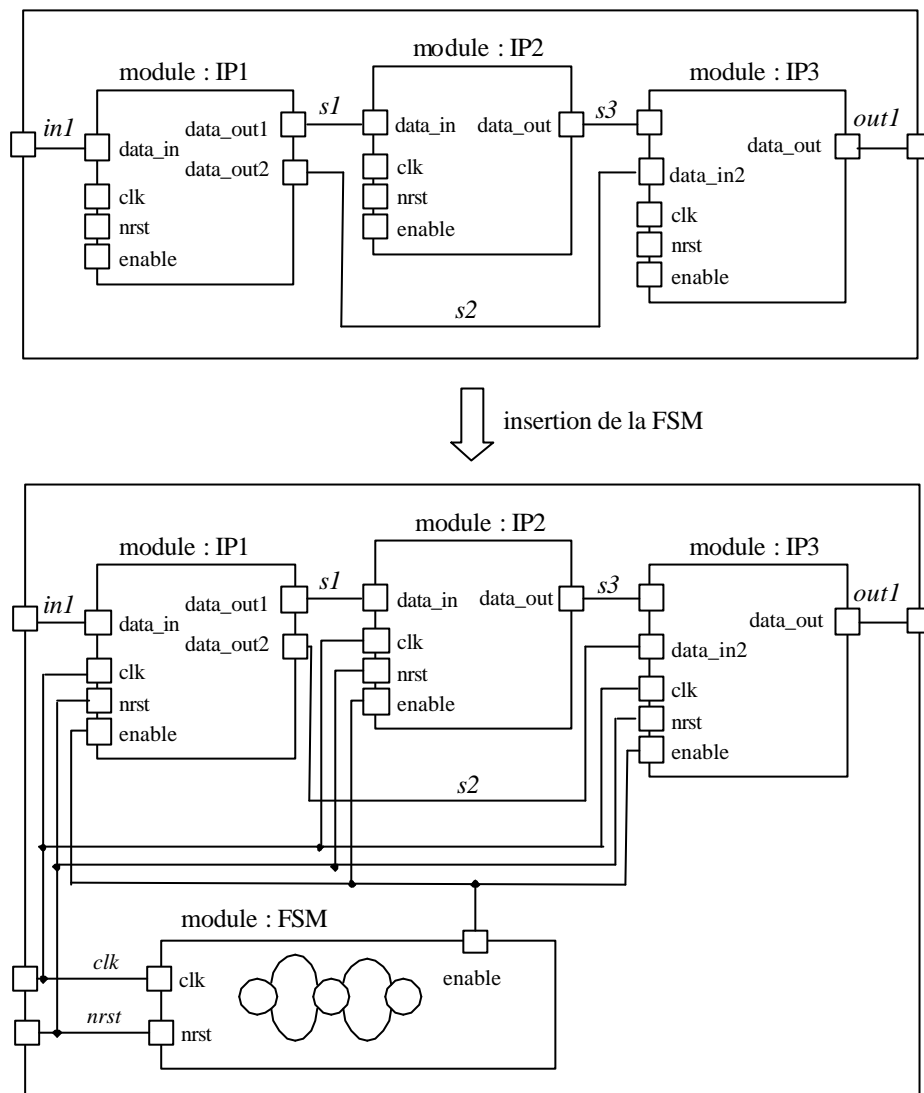 module : IP1
module : IP2
module : IP3
in1
data_in
data_out1
data_out2
clk
nrst
enable
s1
data_in
data_out
clk
nrst
enable
s3
data_in2
data_out
clk
nrst
enable
out1
s2
insertion de la FSM
module : IP1
module : IP2
module : IP3
in1
data_in
data_out1
data_out2
clk
nrst
enable
s1
data_in
data_out
clk
nrst
enable
s3
data_in2
data_out
clk
nrst
enable
out1
s2
module : FSM
clk
clk
enable
nrst
nrst